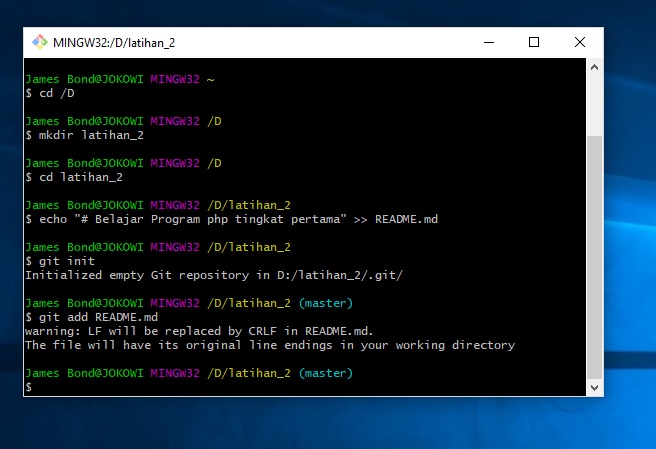 MINGW32:/D/latihan_2
James Bond@JOKOWI MINGW32 ~
$ cd /D
James Bond@JOKOWI MINGW32 /D
$ mkdir latihan_2
James Bond@JOKOWI MINGW32 /D
$ cd latihan_2
James Bond@JOKOWI MINGW32 /D/latihan_2
$ echo "# Belajar Program php tingkat pertama" >> README.md
James Bond@JOKOWI MINGW32 /D/latihan_2
$ git init
Initialized empty Git repository in D:/latihan_2/.git/
James Bond@JOKOWI MINGW32 /D/latihan_2 (master)
$ git add README.md
warning: LF will be replaced by CRLF in README.md.
The file will have its original line endings in your working directory
James Bond@JOKOWI MINGW32 /D/latihan_2 (master)
$